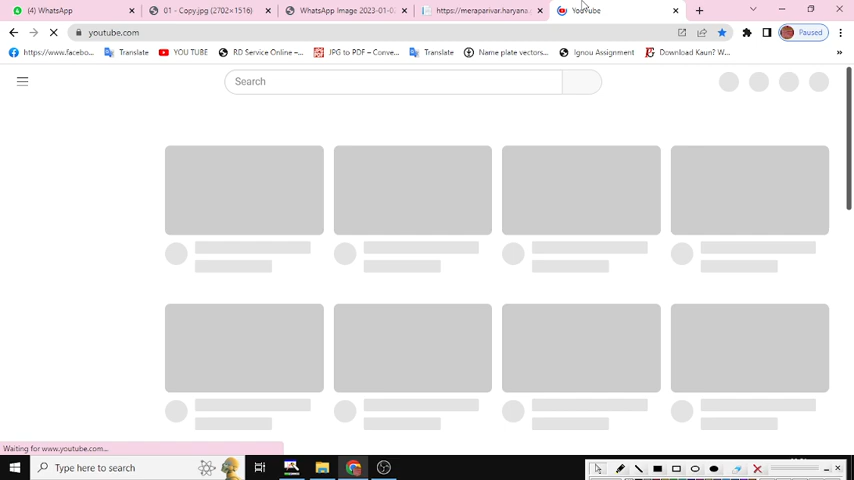 (4) WhatsApp
01 - Copy.jpg (2702×1516)
WhatsApp Image 2023-01-0
https://meraparivar.haryana
YouTube
youtube.com
Paused
https://www.facebo...
Translate
YOU TUBE
RD Service Online –...
JPG to PDF – Conve...
Translate
Name plate vectors...
Ignou Assignment
Download Kaun? W...
Search
Waiting for www.youtube.com...
Type here to search